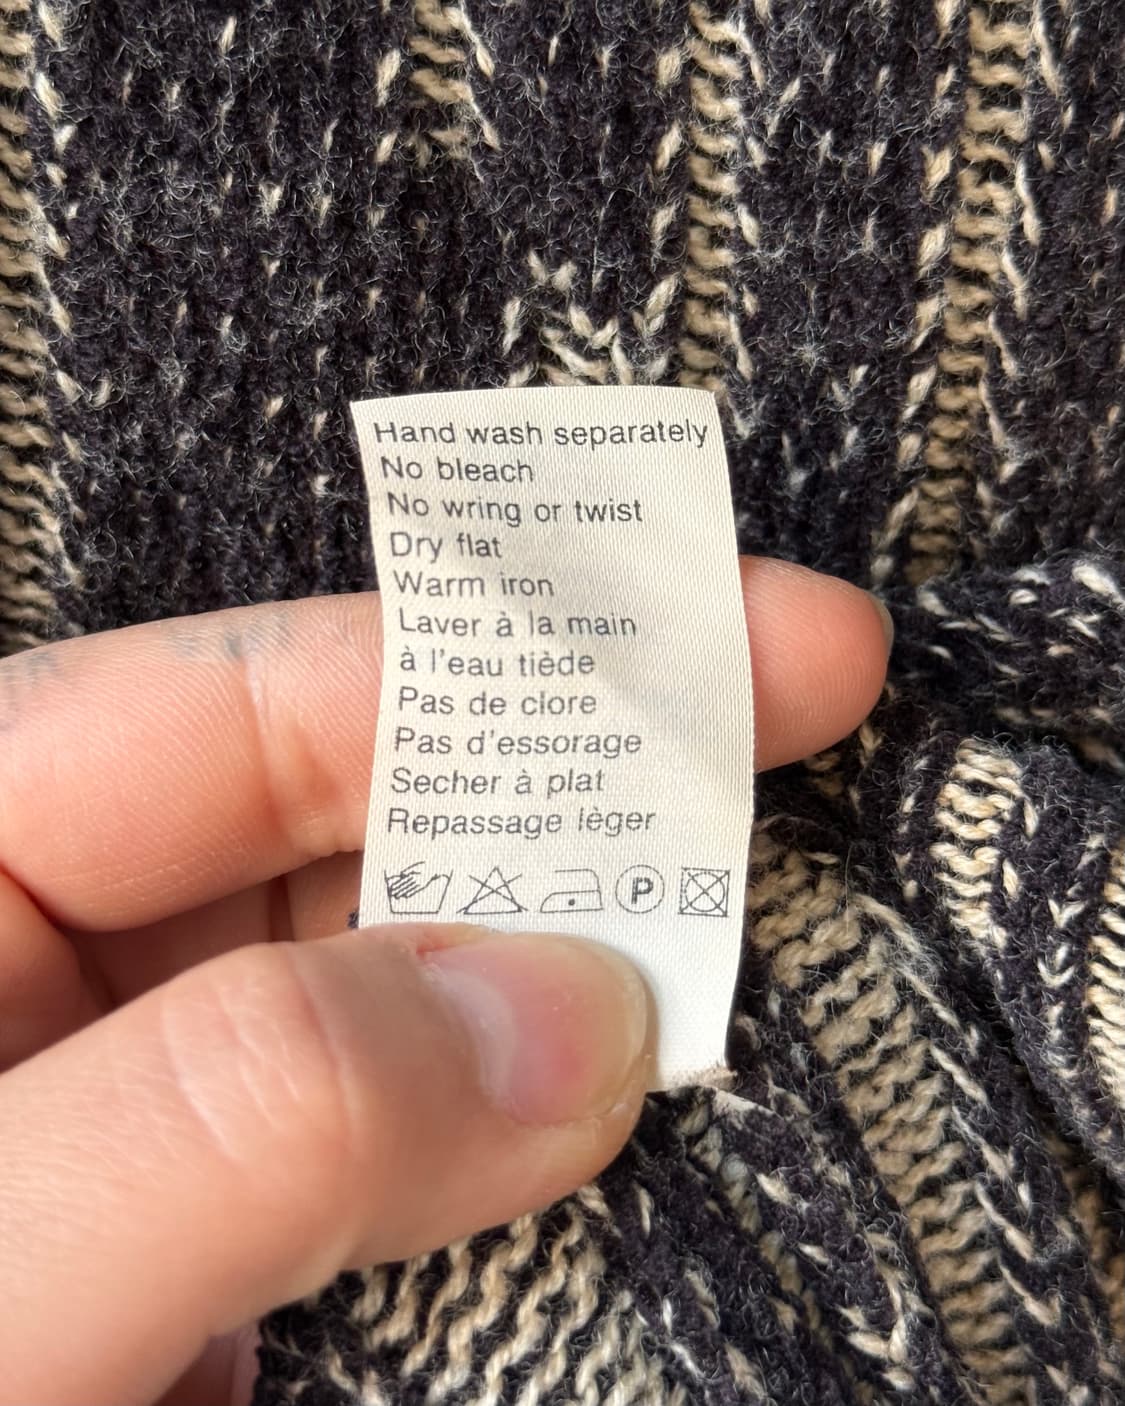 Hand wash separately
No bleach
No wring or twist
Dry flat
Warm iron
Laver à la main
à l'eau tiède
Pas de clore
Pas d'essorage
Secher à plat
Repassage lèger
P